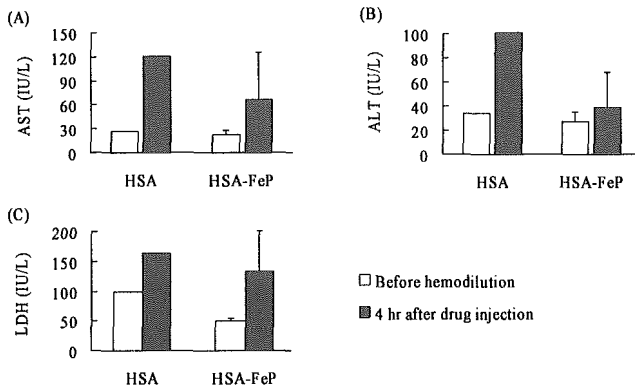 (A)
150
120
90
60
30
0
AST (IU/L)
HSA HSA-FeP
(B)
100
80
60
40
20
0
ALT (IU/L)
HSA HSA-FeP
(C)
200
150
100
50
0
LDH (IU/L)
HSA HSA-FeP
Before hemodilution
4 hr after drug injection